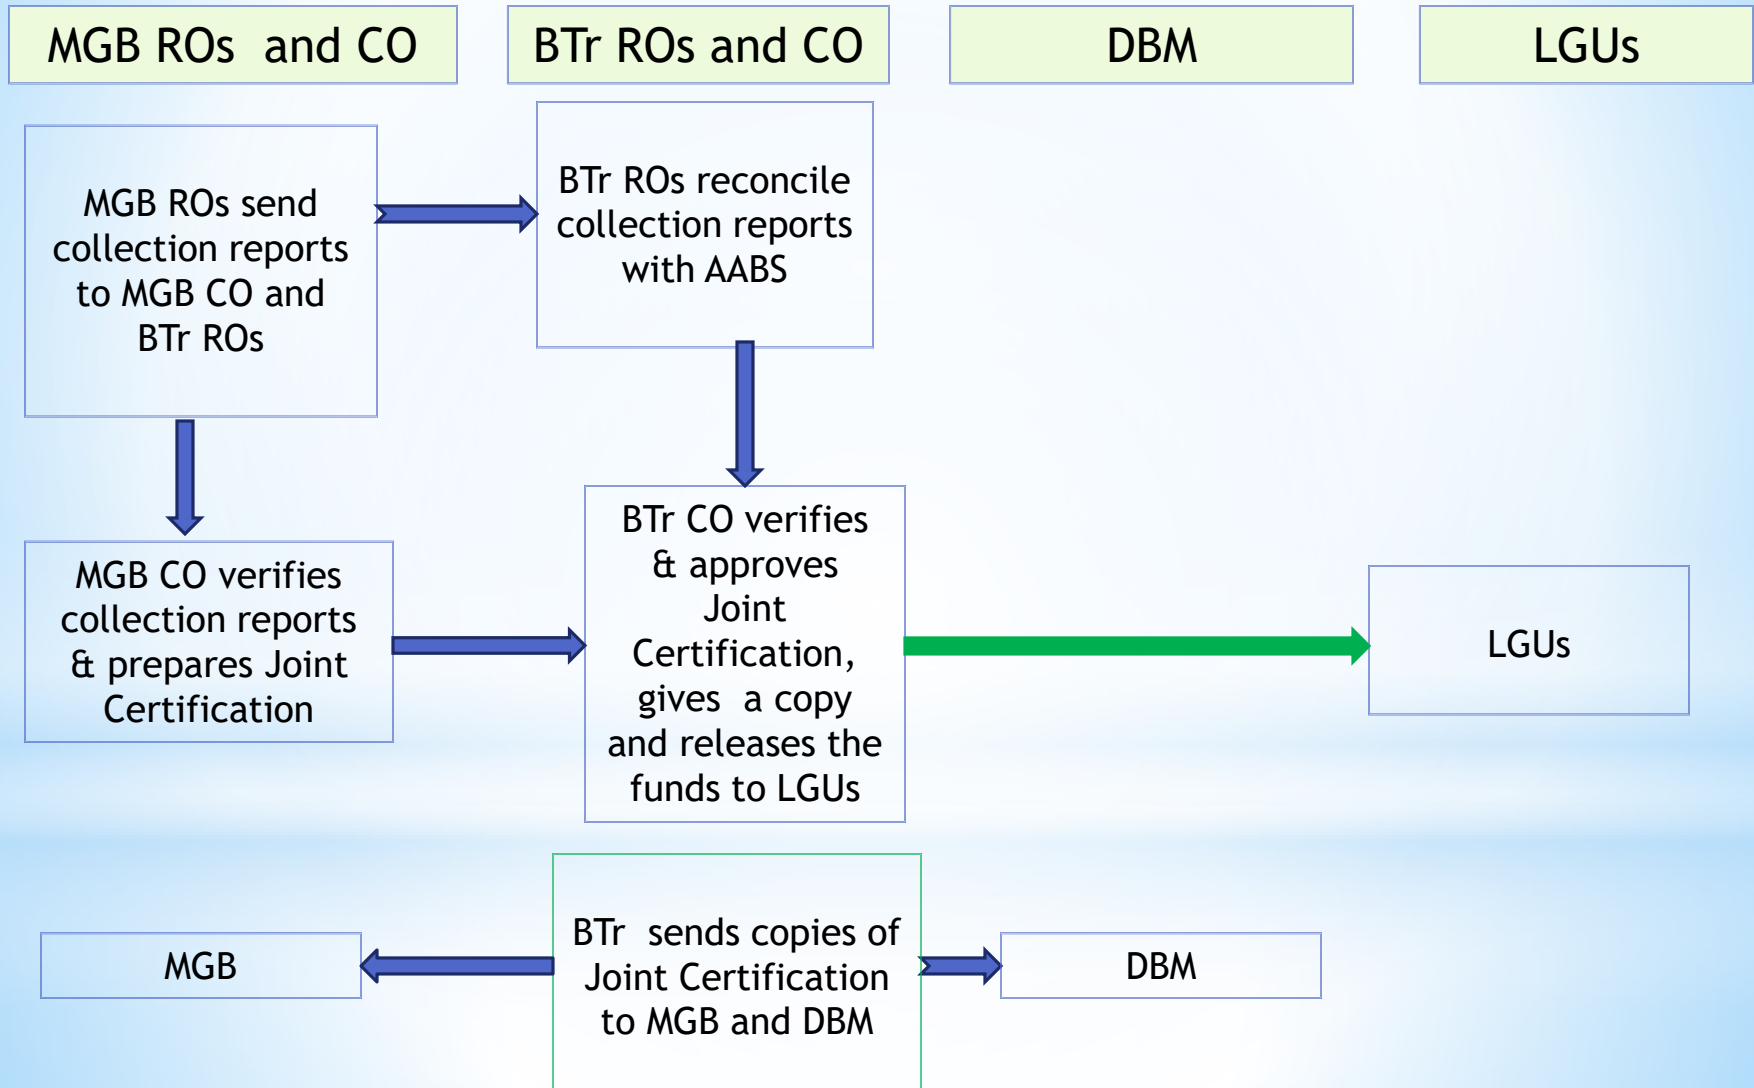 MGB ROs and CO
BTr ROs and CO
DBM
LGUs
MGB ROs send
collection reports
to MGB CO and
BTr ROs
BTr ROs reconcile
collection reports
with AABS
MGB CO verifies
collection reports
& prepares Joint
Certification
BTr CO verifies
& approves
Joint
Certification,
gives a copy
and releases the
funds to LGUs
LGUs
MGB
BTr sends copies of
Joint Certification
to MGB and DBM
DBM